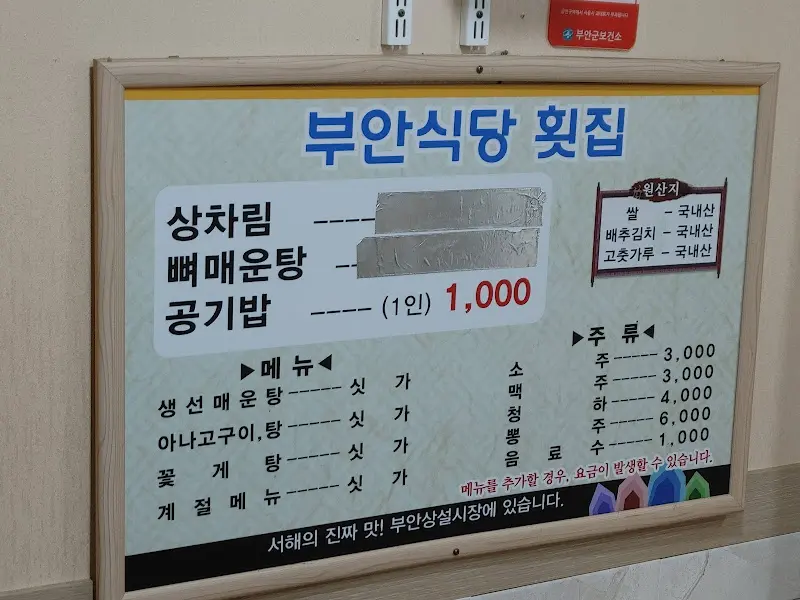 부안군보건소
부안식당 횟집
상차림 ----
뼈매운탕 --
공기밥 ---- (1인) 1,000
원산지
쌀 - 국내산
배추김치 - 국내산
고춧가루 - 국내산
▶메 뉴◀
생선매운탕 ----- 싯 가
아나고구이,탕 ----- 싯 가
꽃 게 탕 ----- 싯 가
계절메뉴 ----- 싯 가
▶주 류◀
소 주 ----- 3,000
맥 주 ----- 3,000
청 하 ----- 4,000
뽕 주 ----- 6,000
음 료 수 ----- 1,000
메뉴를 추가할 경우, 요금이 발생할 수 있습니다.
서해의 진짜 맛! 부안상설시장에 있습니다.